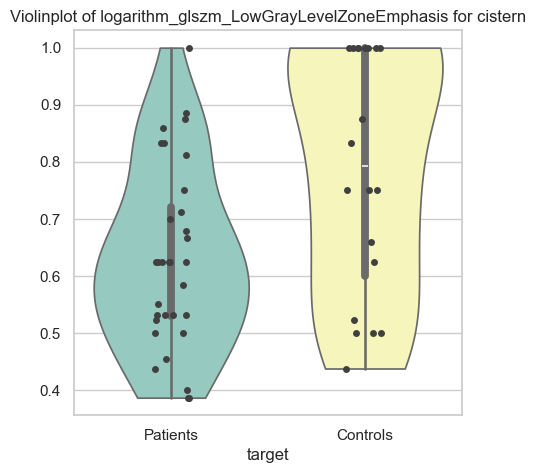 Violinplot of logarithm_glszm_LowGrayLevelZoneEmphasis for cistern
1.0
0.9
0.8
0.7
0.6
0.5
0.4
Patients
Controls
target